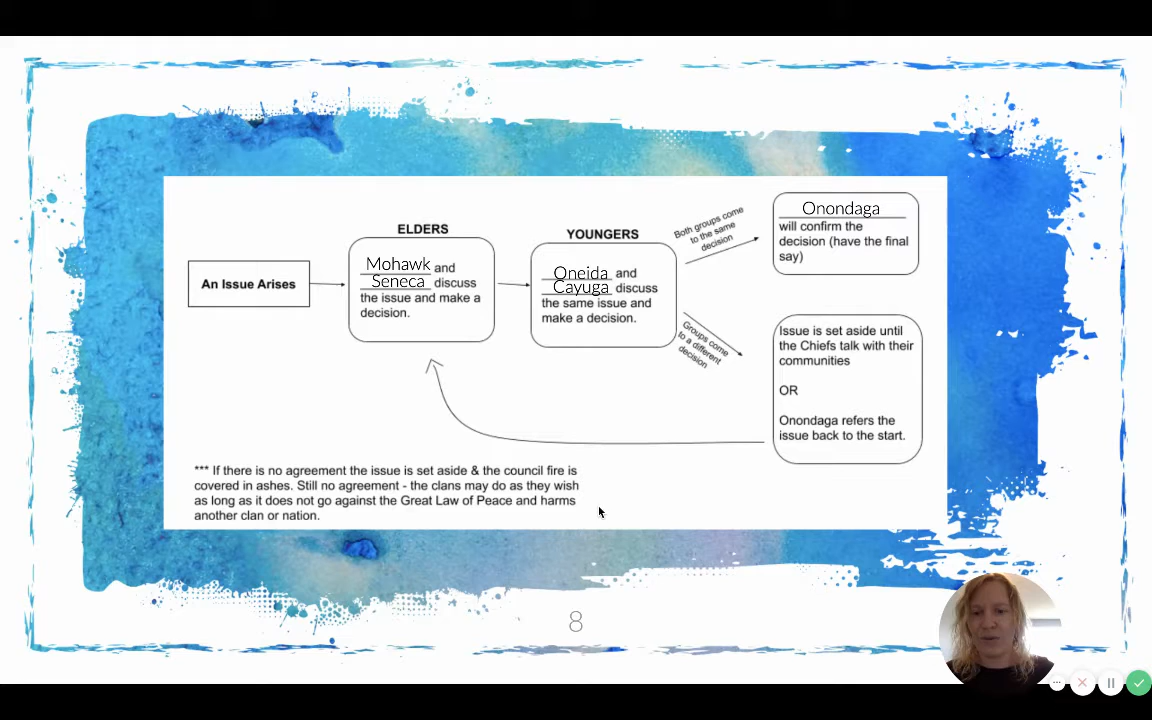 An Issue Arises
ELDERS
Mohawk and
Seneca discuss
the issue and make a
decision.
YOUNGERS
Oneida and
Cayuga discuss
the same issue and
make a decision.
Both groups come
to the same
decision
Onondaga
will confirm the
decision (have the final
say)
Groups come
to a different
decision
Issue is set aside until
the Chiefs talk with their
communities
OR
Onondaga refers the
issue back to the start.
*** If there is no agreement the issue is set aside & the council fire is
covered in ashes. Still no agreement - the clans may do as they wish
as long as it does not go against the Great Law of Peace and harms
another clan or nation.
8